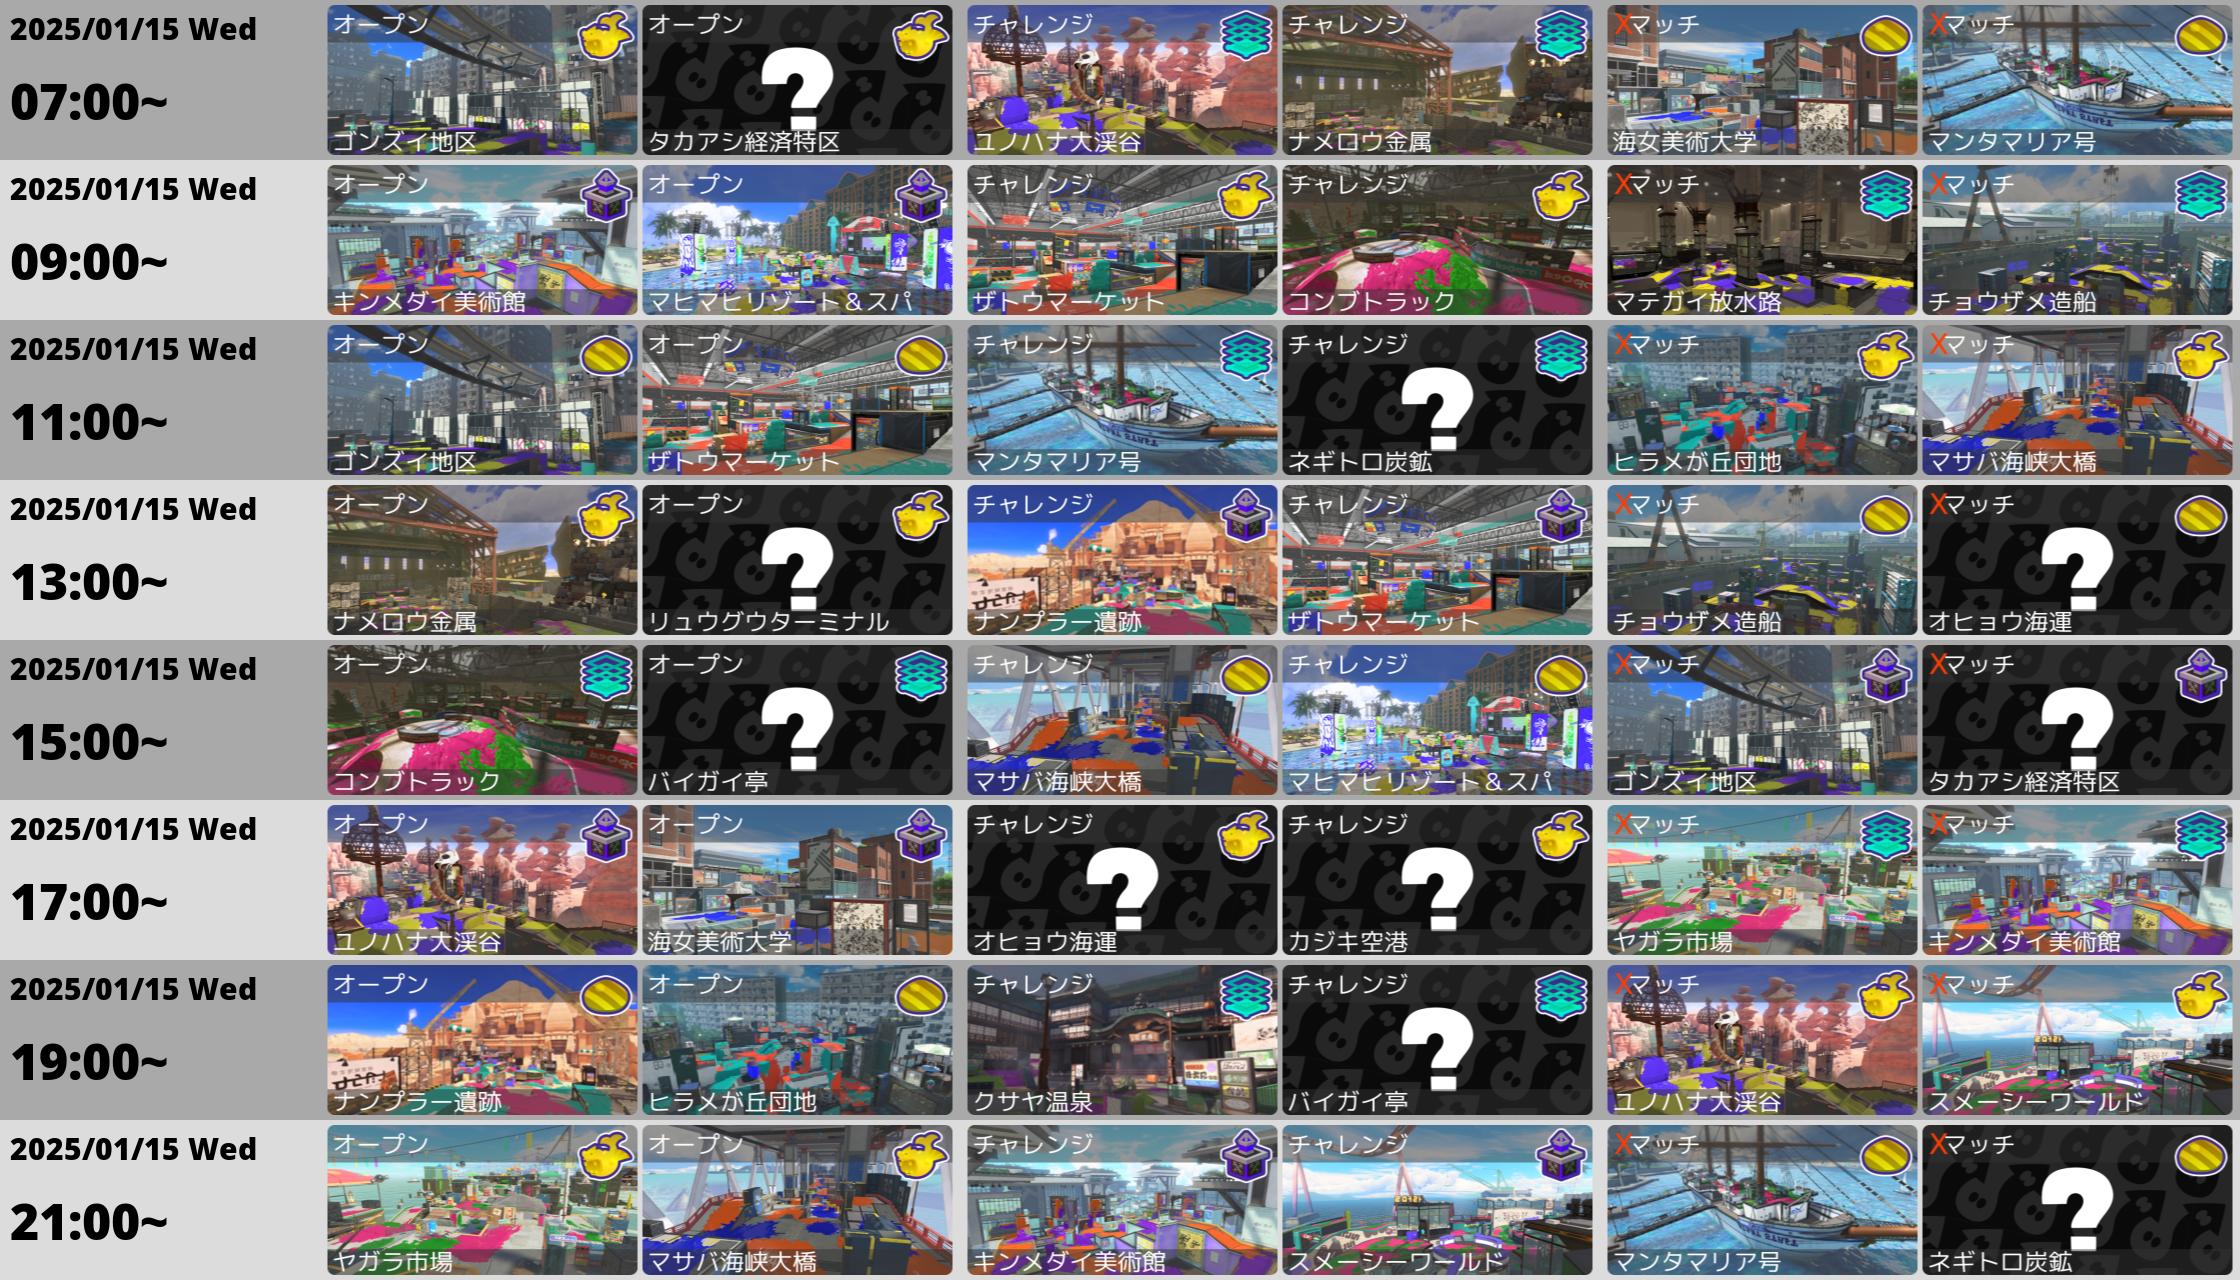 2025/01/15 Wed
07:00~
オープン
ゴンズイ地区
オープン
タカアシ経済特区
チャレンジ
ユノハナ大渓谷
チャレンジ
ナメロウ金属
Xマッチ
海女美術大学
Xマッチ
マンタマリア号
2025/01/15 Wed
09:00~
オープン
キンメダイ美術館
オープン
マヒマヒリゾート＆スパ
チャレンジ
ザトウマーケット
チャレンジ
コンブトラック
Xマッチ
マテガイ放水路
Xマッチ
チョウザメ造船
2025/01/15 Wed
11:00~
オープン
ゴンズイ地区
オープン
ザトウマーケット
チャレンジ
マンタマリア号
チャレンジ
ネギトロ炭鉱
Xマッチ
ヒラメが丘団地
Xマッチ
マサバ海峡大橋
2025/01/15 Wed
13:00~
オープン
ナメロウ金属
オープン
リュウグウターミナル
チャレンジ
ナンプラー遺跡
チャレンジ
ザトウマーケット
Xマッチ
チョウザメ造船
Xマッチ
オヒョウ海運
2025/01/15 Wed
15:00~
オープン
コンブトラック
オープン
バイガイ亭
チャレンジ
マサバ海峡大橋
チャレンジ
マヒマヒリゾート＆スパ
Xマッチ
ゴンズイ地区
Xマッチ
タカアシ経済特区
2025/01/15 Wed
17:00~
オープン
ユノハナ大渓谷
オープン
海女美術大学
チャレンジ
オヒョウ海運
チャレンジ
カジキ空港
Xマッチ
ヤガラ市場
Xマッチ
キンメダイ美術館
2025/01/15 Wed
19:00~
オープン
ナンプラー遺跡
オープン
ヒラメが丘団地
チャレンジ
クサヤ温泉
チャレンジ
バイガイ亭
Xマッチ
ユノハナ大渓谷
Xマッチ
スメーシーワールド
2025/01/15 Wed
21:00~
オープン
ヤガラ市場
オープン
マサバ海峡大橋
チャレンジ
キンメダイ美術館
チャレンジ
スメーシーワールド
Xマッチ
マンタマリア号
Xマッチ
ネギトロ炭鉱